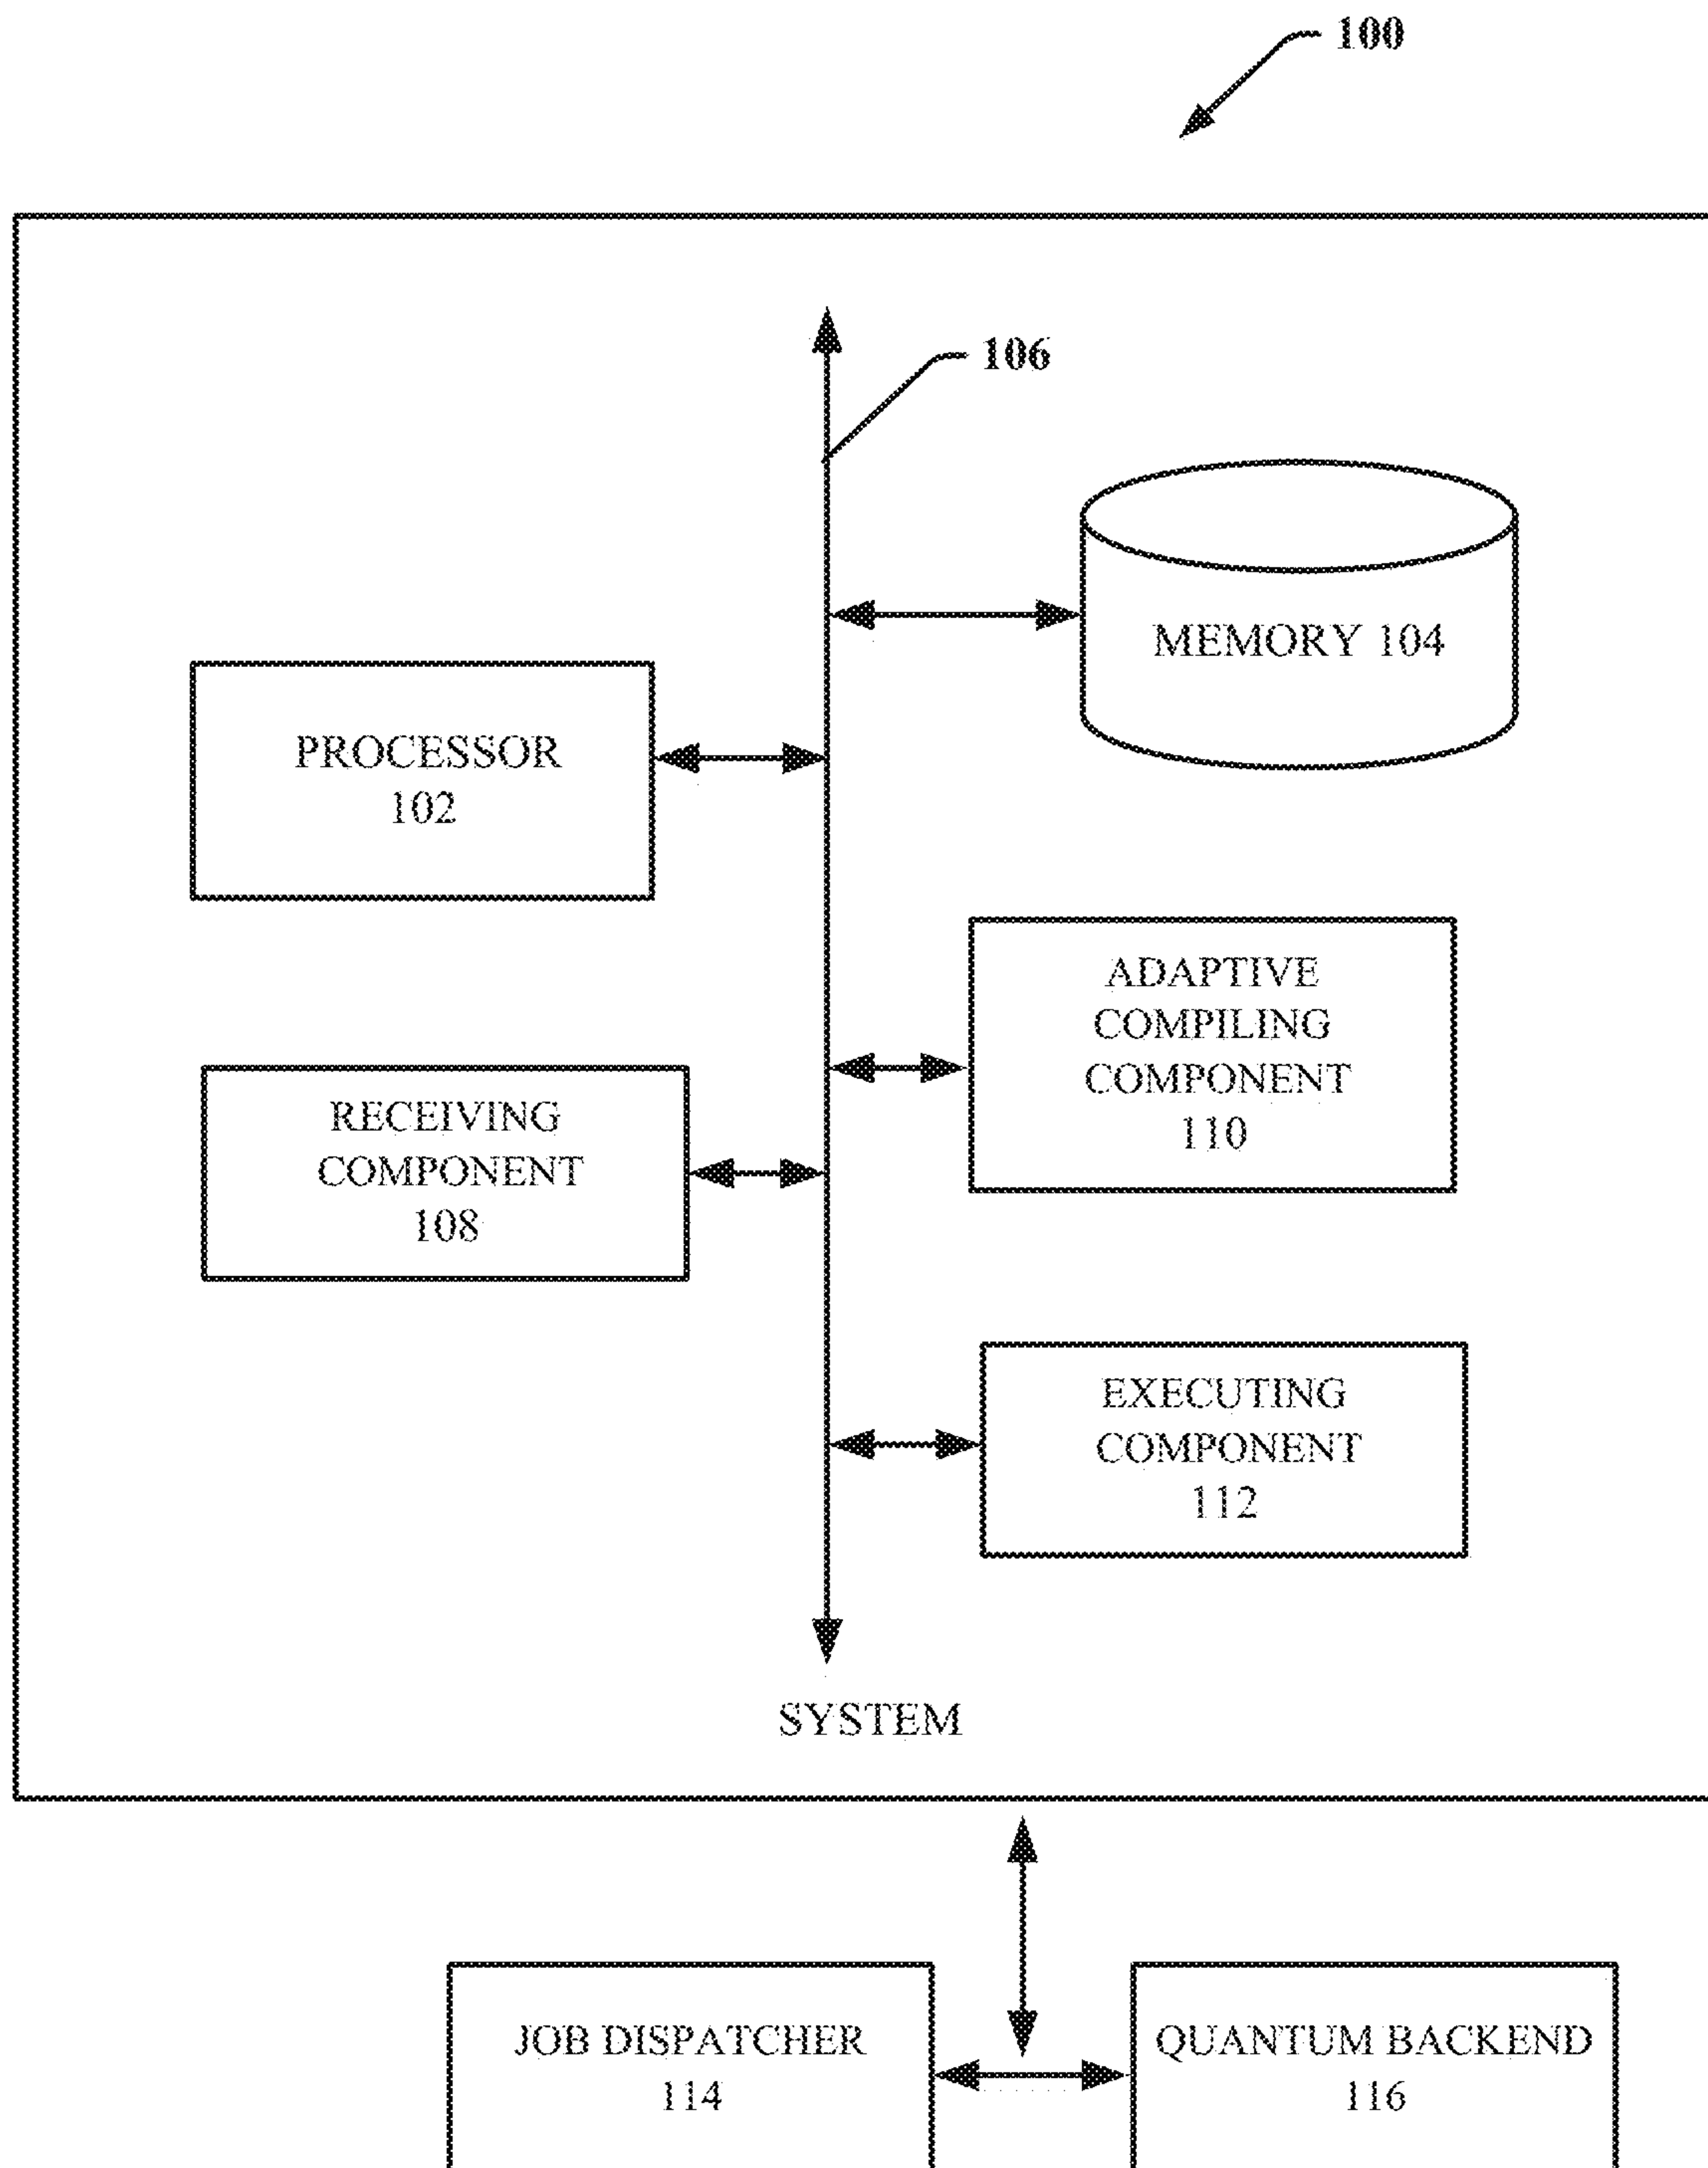 100
106
MEMORY 104
PROCESSOR
102
ADAPTIVE
COMPILING
COMPONENT
110
RECEIVING
COMPONENT
108
EXECUTING
COMPONENT
112
SYSTEM
JOB DISPATCHER
114
QUANTUM BACKEND
116